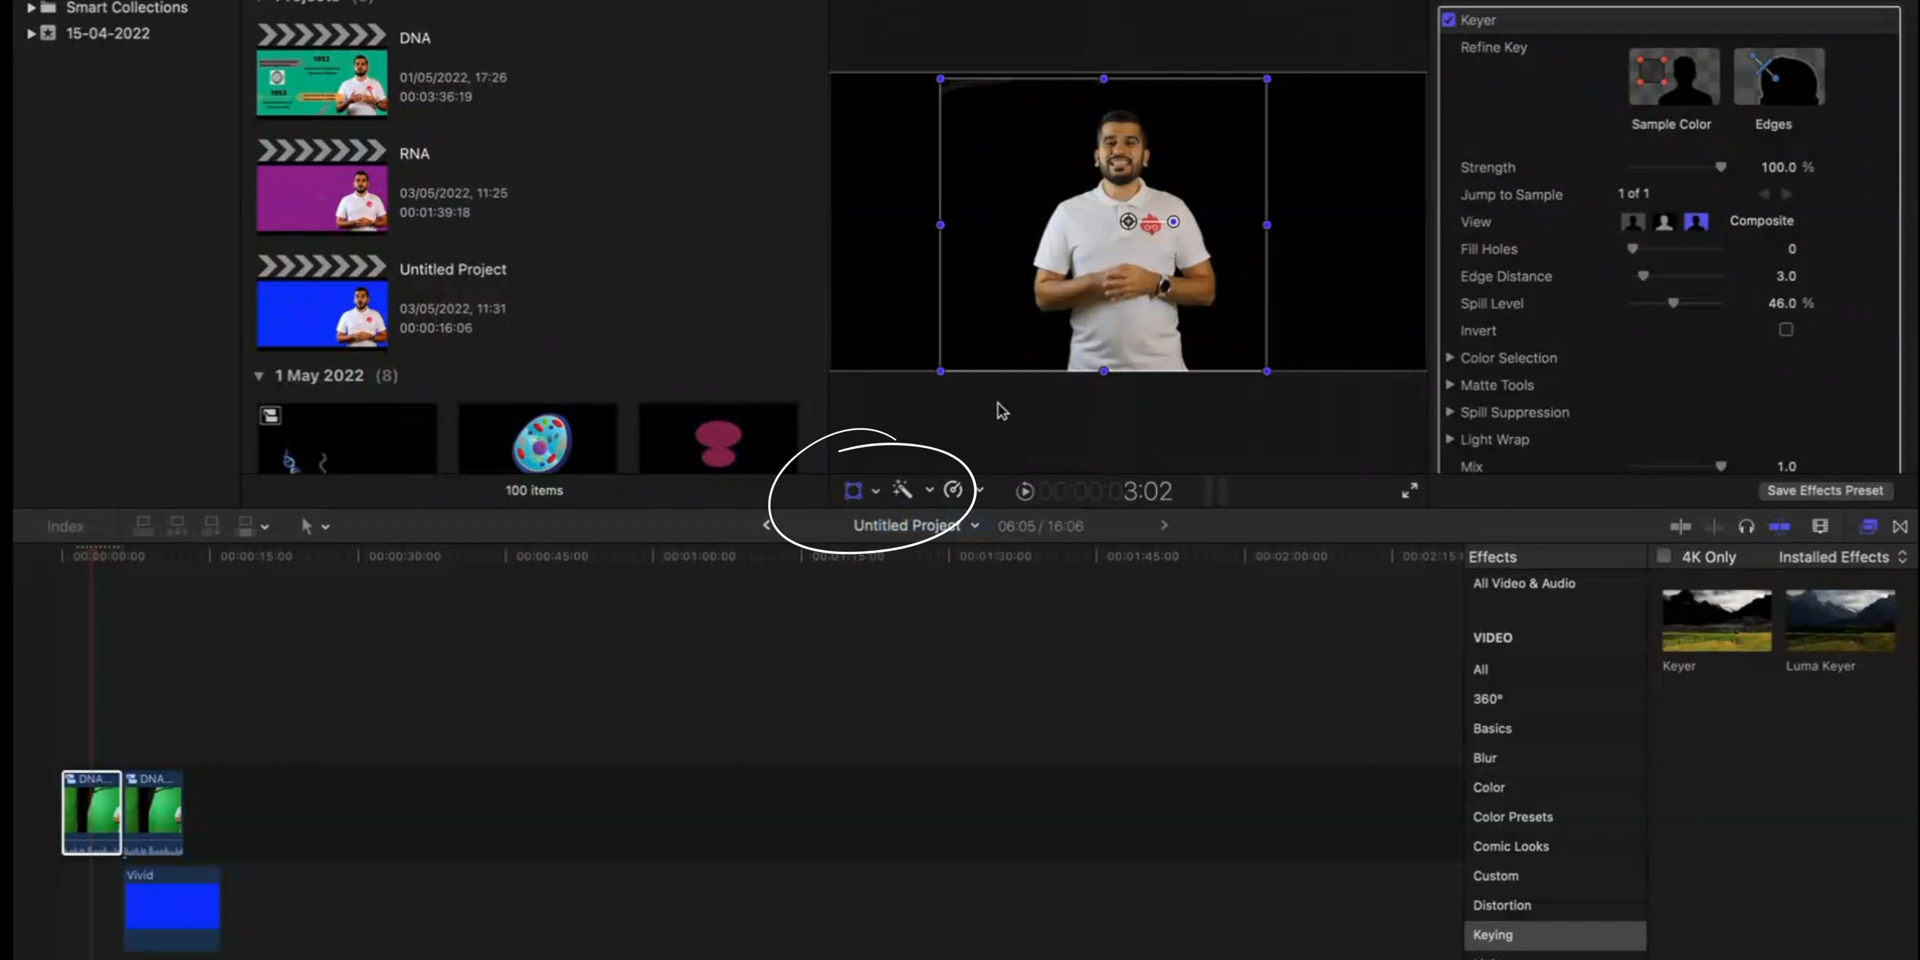 Smart Collections
15-04-2022
DNA
01/05/2022, 17:26
00:03:36:19
RNA
03/05/2022, 11:25
00:01:39:18
Untitled Project
03/05/2022, 11:31
00:00:16:06
1 May 2022 (8)
100 items
3:02
Keyer
Refine Key
Sample Color
Edges
Strength 100.0 %
Jump to Sample 1 of 1
View Composite
Fill Holes 0
Edge Distance 3.0
Spill Level 46.0 %
Invert
Color Selection
Matte Tools
Spill Suppression
Light Wrap
Mix 1.0
Save Effects Preset
Index
Untitled Project 06:05 / 16:06
00:00:00:00 00:00:15:00 00:00:30:00 00:00:45:00 00:01:00:00 00:01:15:00 00:01:30:00 00:01:45:00 00:02:00:00 00:02:15:
DNA... DNA...
Vivid
Effects
4K Only
Installed Effects
All Video & Audio
VIDEO
All
360°
Basics
Blur
Color
Color Presets
Comic Looks
Custom
Distortion
Keying
Keyer
Luma Keyer